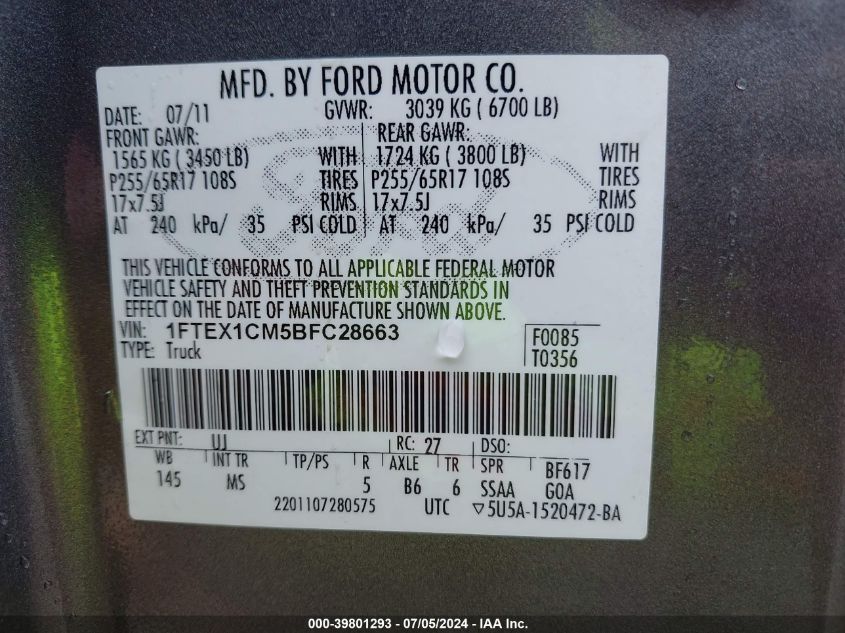 MFD. BY FORD MOTOR CO.
DATE: 07/11 GVWR: 3039 KG ( 6700 LB)
FRONT GAWR: REAR GAWR:
1565 KG ( 3450 LB) WITH 1724 KG ( 3800 LB) WITH
P255/65R17 108S TIRES P255/65R17 108S TIRES
17x7.5J RIMS 17x7.5J RIMS
AT 240 kPa/ 35 PSI COLD AT 240 kPa/ 35 PSI COLD
THIS VEHICLE CONFORMS TO ALL APPLICABLE FEDERAL MOTOR
VEHICLE SAFETY AND THEFT PREVENTION STANDARDS IN
EFFECT ON THE DATE OF MANUFACTURE SHOWN ABOVE.
VIN: 1FTEX1CM5BFC28663 F0085
TYPE: Truck T0356
EXT PNT: UJ RC: 27 DSO:
WB INT TR TP/PS R AXLE TR SPR BF617
145 MS 5 B6 6 SSAA GOA
2201107280575 UTC ▽5U5A-1520472-BA
000-39801293 - 07/05/2024 - IAA Inc.